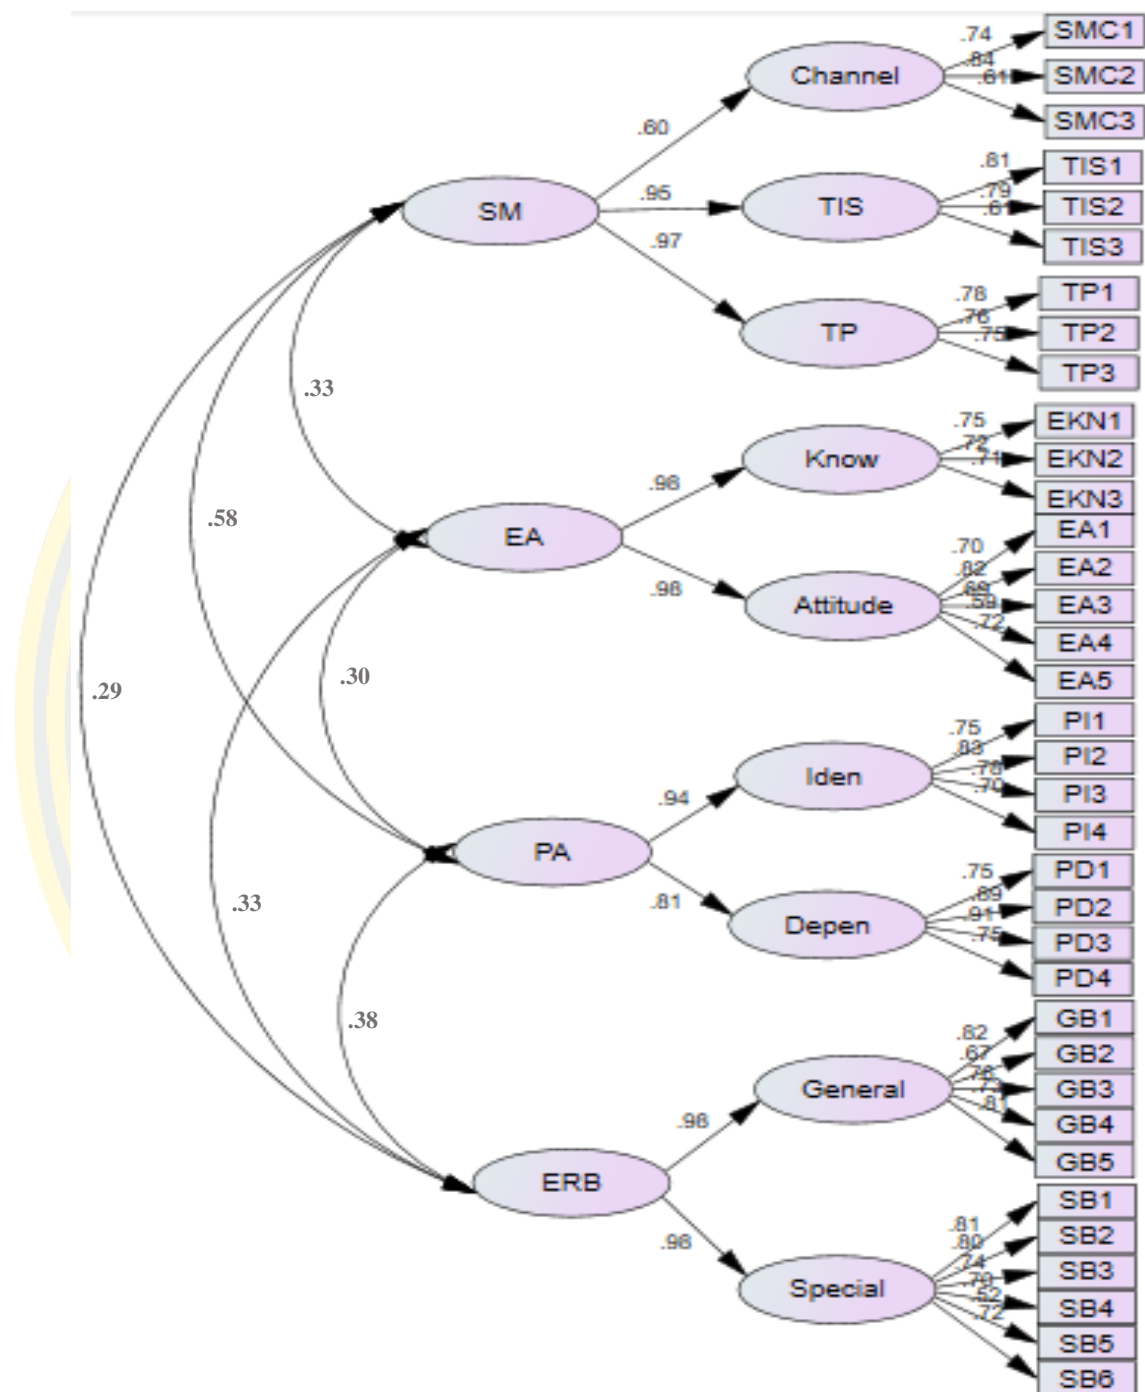 .74
SMC1
.84
Channel
SMC2
.61
SMC3
.60
.81
TIS1
.95
.79
SM
TIS
TIS2
.61
TIS3
.97
.78
TP1
.76
TP
TP2
.75
TP3
.33
.75
EKN1
.72
Know
EKN2
.71
.98
EKN3
.58
EA
EA1
.70
.82
EA2
.98
Attitude
.59
EA3
.72
EA4
.30
EA5
.29
.75
PI1
.83
PI2
Iden
.78
.70
PI3
.94
PI4
PA
.75
PD1
.81
.89
.33
PD2
.91
Depen
.75
PD3
PD4
.38
.82
GB1
.67
GB2
.76
General
GB3
.81
.98
GB4
GB5
ERB
SB1
.81
.98
.80
SB2
.74
SB3
Special
.70
.52
SB4
.72
SB5
SB6